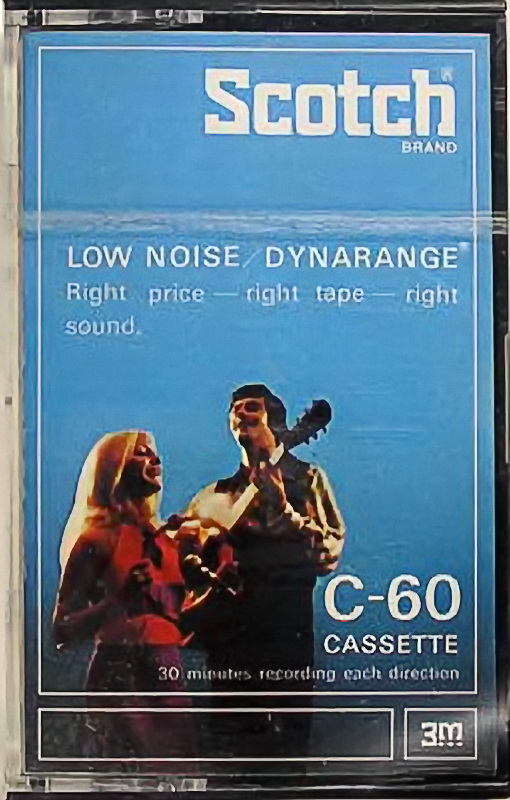 Scotch®
BRAND
LOW NOISE/DYNARANGE
Right price — right tape — right
sound.
C-60
CASSETTE
30 minutes recording each direction
3M